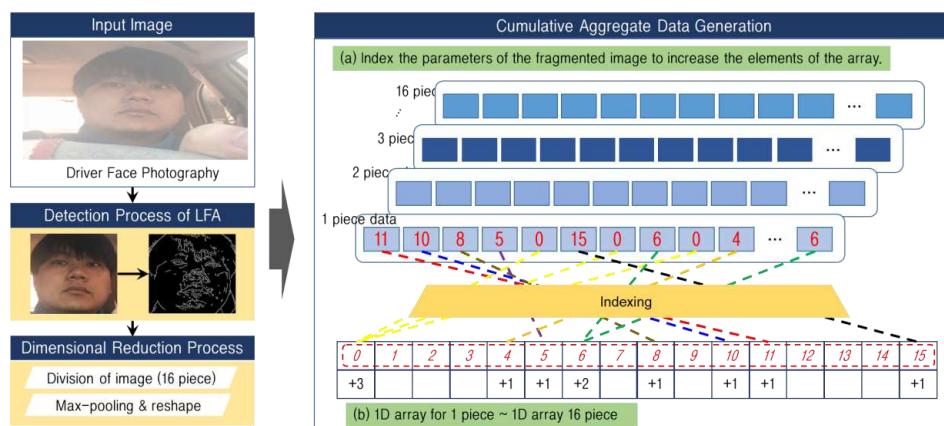 Input Image
Driver Face Photography
Detection Process of LFA
Dimensional Reduction Process
Division of image (16 piece)
Max-pooling & reshape
Cumulative Aggregate Data Generation
(a) Index the parameters of the fragmented image to increase the elements of the array.
16 piec
...
3 piec
...
2 piec
...
1 piece data
11 10 8 5 0 15 0 6 0 4 ... 6
Indexing
0 1 2 3 4 5 6 7 8 9 10 11 12 13 14 15
+3 +1 +1 +2 +1 +1 +1 +1
(b) 1D array for 1 piece ~ 1D array 16 piece